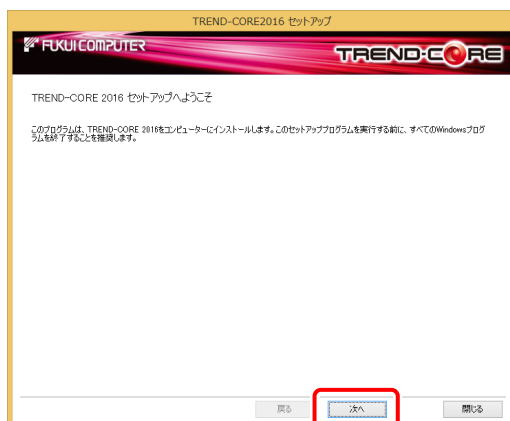 TREND-CORE2016 セットアップ
FUKUI COMPUTER
TREND-CORE
TREND-CORE 2016 セットアップへようこそ
このプログラムは、TREND-CORE 2016をコンピューターにインストールします。このセットアッププログラムを実行する前に、すべてのWindowsプログ
ラムを終了することを推奨します。
戻る
次へ
閉じる